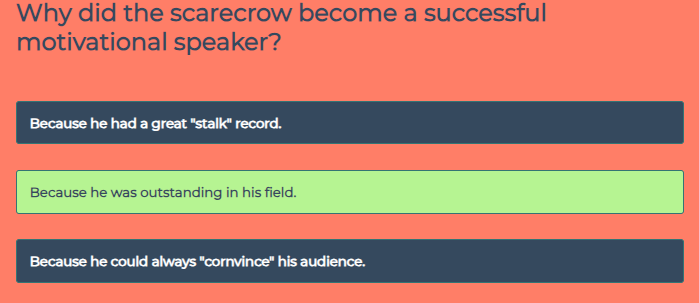 Why did the scarecrow become a successful
motivational speaker?
Because he had a great "stalk" record.
Because he was outstanding in his field.
Because he could always "cornvince" his audience.